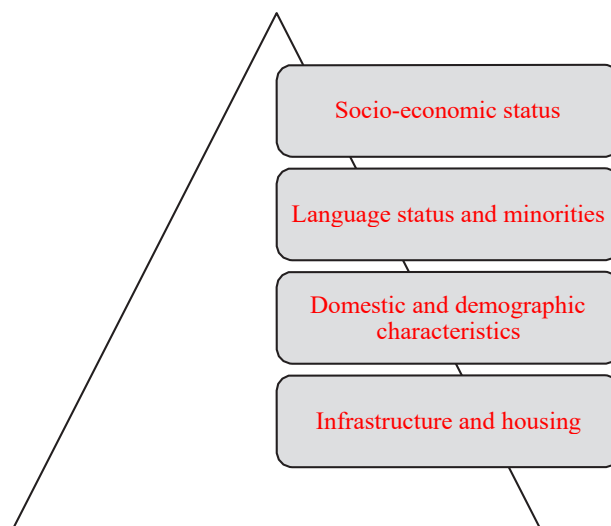 Socio-economic status
Language status and minorities
Domestic and demographic
characteristics
Infrastructure and housing